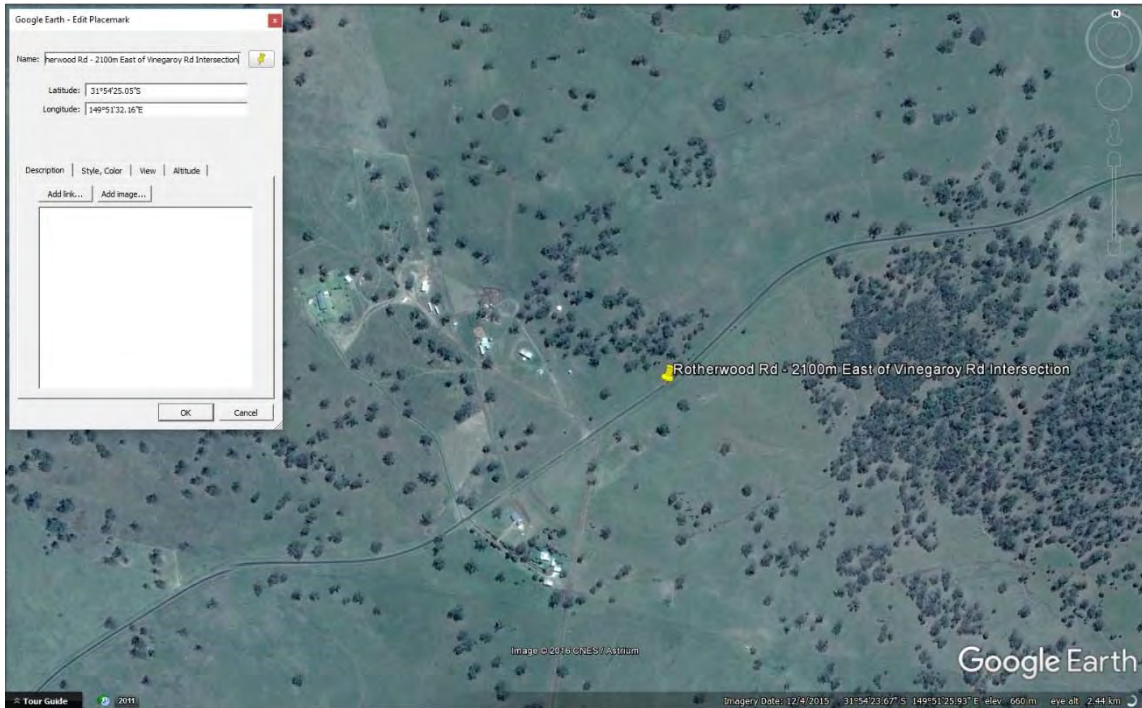 Google Earth - Edit Placemark
x
Name: herwood Rd - 2100m East of Vinegaroy Rd Intersection
Latitude: 31°54'25.05"S
Longitude: 149°51'32.16"E
Description Style, Color View Altitude
Add link... Add image...
OK Cancel
N
Rotherwood Rd - 2100m East of Vinegaroy Rd Intersection
Image © 2016 CNES / Astrium
Google Earth
Tour Guide 2011
Imagery Date: 12/4/2015 31°54'23.67" S 149°51'25.93" E elev 660 m eye alt 2.44 km